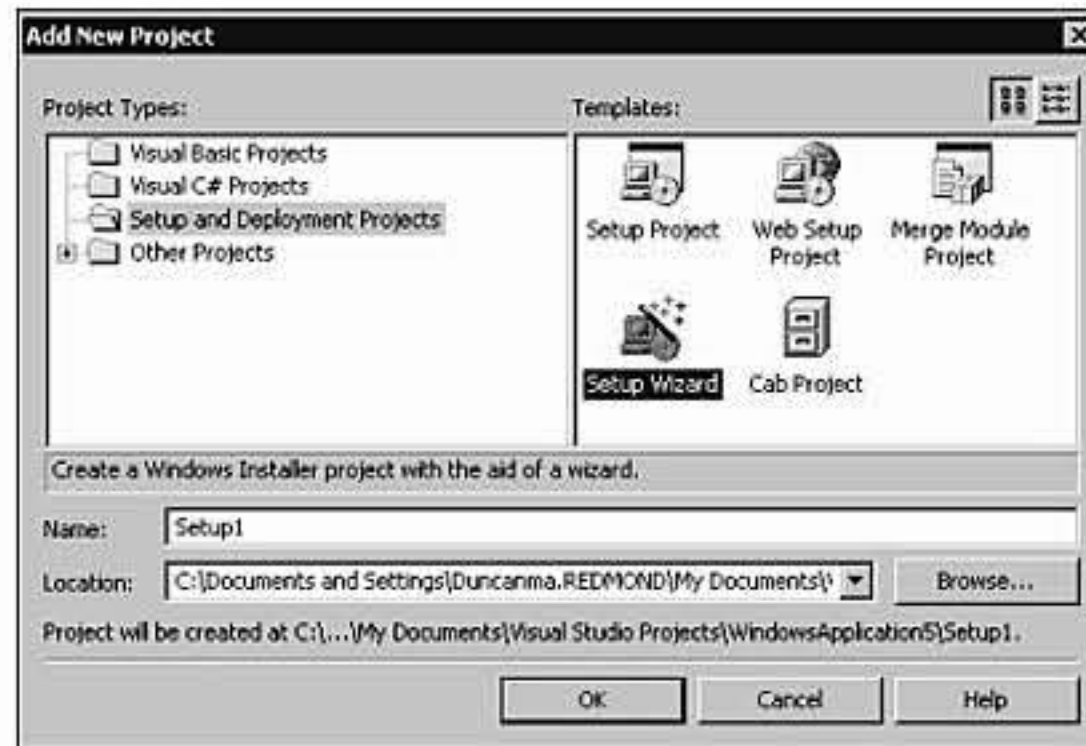 Add New Project
Project Types:
Templates:
Visual Basic Projects
Visual C# Projects
Setup and Deployment Projects
Other Projects
Setup Project
Web Setup
Project
Merge Module
Project
Setup Wizard
Cab Project
Create a Windows Installer project with the aid of a wizard.
Name:
Setup1
Location:
C:\Documents and Settings\Duncanma.REDMOND\My Documents\
Browse...
Project will be created at C:\...\My Documents\Visual Studio Projects\WindowsApplication5\Setup1.
OK
Cancel
Help